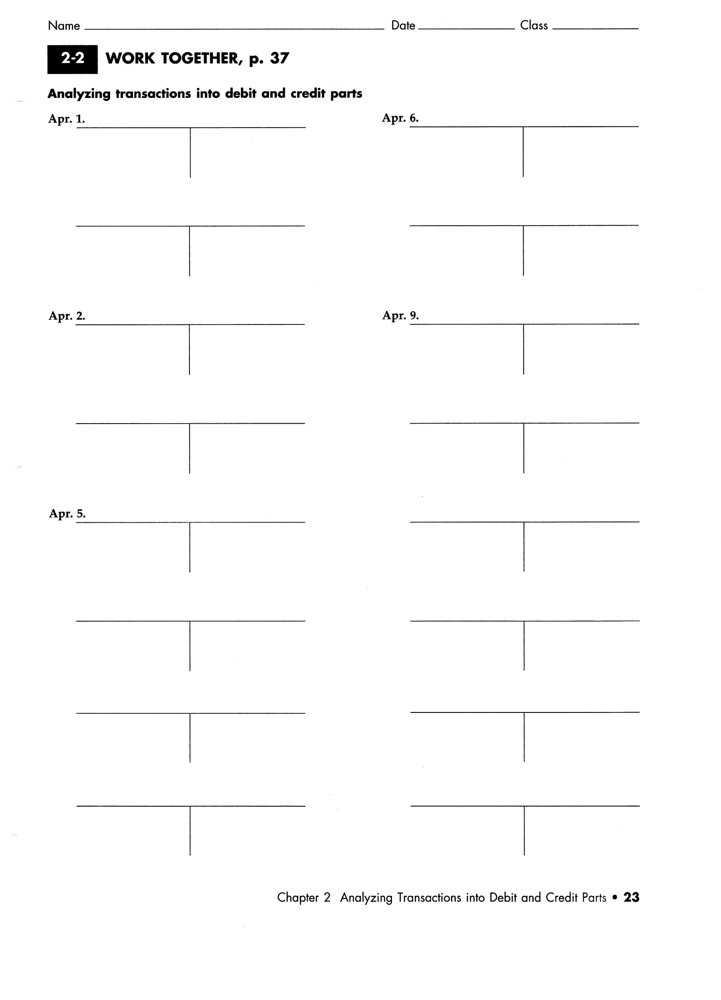 Name Date Class
2-2 WORK TOGETHER, p. 37
Analyzing transactions into debit and credit parts
Apr. 1.
Apr. 6.
Apr. 2.
Apr. 9.
Apr. 5.
Chapter 2 Analyzing Transactions into Debit and Credit Parts • 23